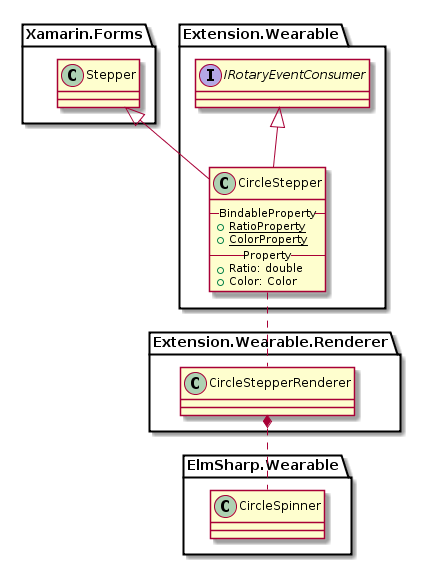 Xamarin.Forms
Extension.Wearable
C Stepper
I IRotaryEventConsumer
C CircleStepper
BindableProperty
RatioProperty
ColorProperty
Property
Ratio: double
Color: Color
Extension.Wearable.Renderer
C CircleStepperRenderer
ElmSharp.Wearable
C CircleSpinner